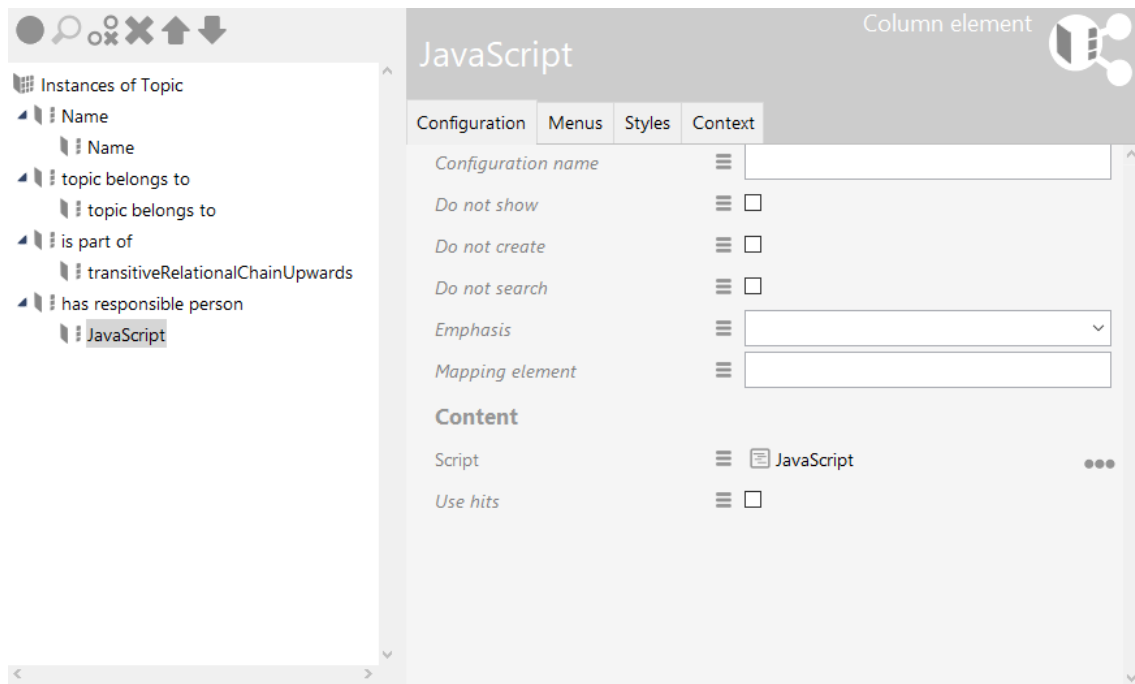 Instances of Topic
Name
Name
topic belongs to
topic belongs to
is part of
transitiveRelationalChainUpwards
has responsible person
JavaScript
Column element
JavaScript
Configuration Menus Styles Context
Configuration name
Do not show
Do not create
Do not search
Emphasis
Mapping element
Content
Script JavaScript
Use hits